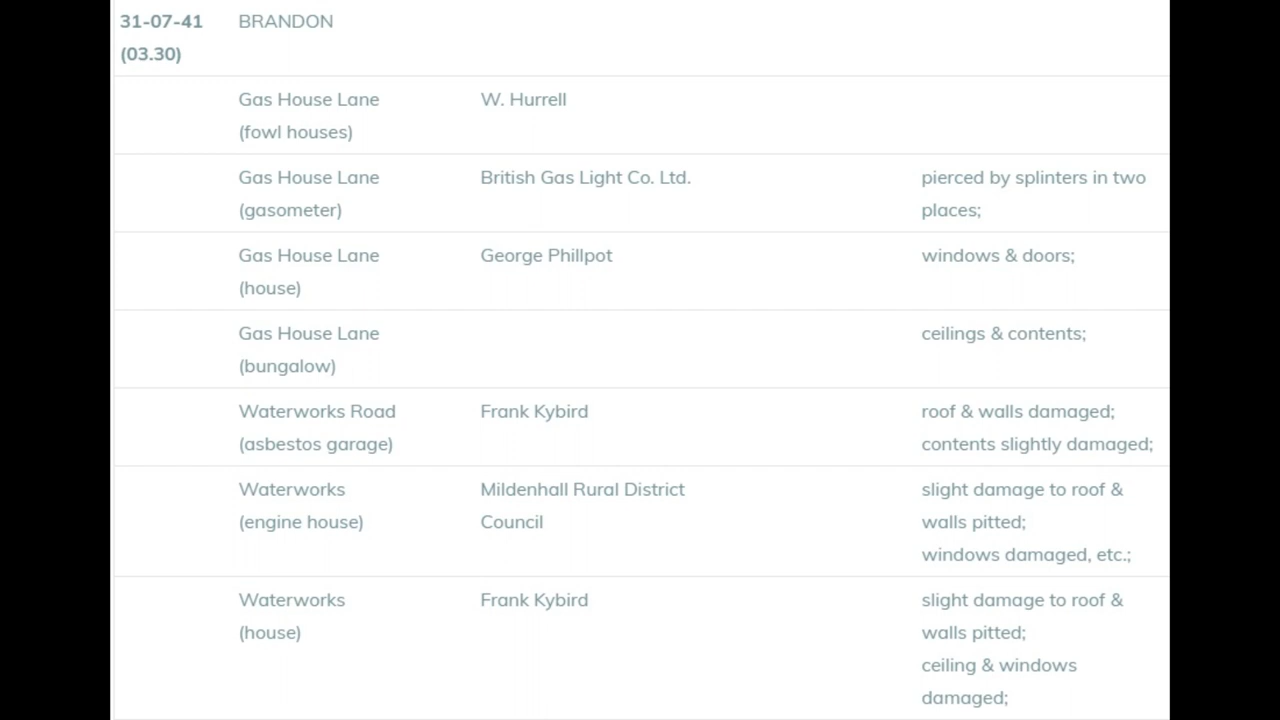 31-07-41 BRANDON
(03.30)
Gas House Lane W. Hurrell
(fowl houses)
Gas House Lane British Gas Light Co. Ltd. pierced by splinters in two
(gasometer) places;
Gas House Lane George Phillpot windows & doors;
(house)
Gas House Lane ceilings & contents;
(bungalow)
Waterworks Road Frank Kybird roof & walls damaged;
(asbestos garage) contents slightly damaged;
Waterworks Mildenhall Rural District slight damage to roof &
(engine house) Council walls pitted;
windows damaged, etc.;
Waterworks Frank Kybird slight damage to roof &
(house) walls pitted;
ceiling & windows
damaged;